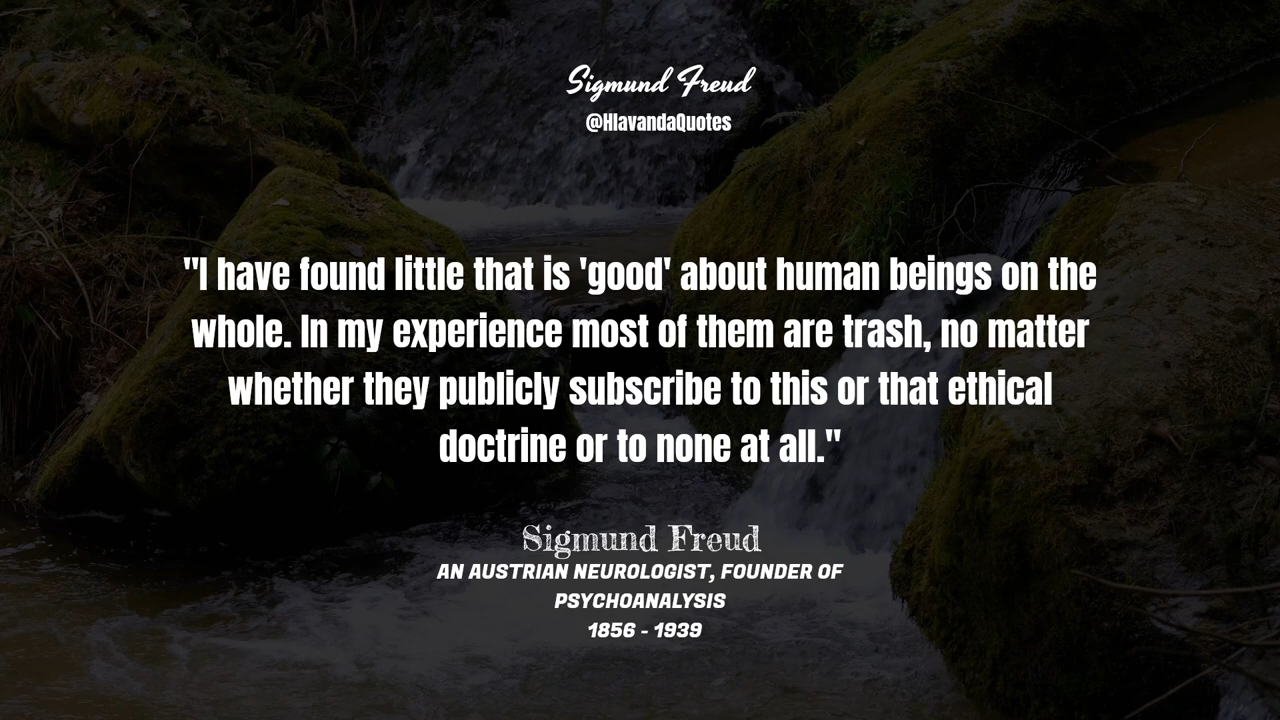 Sigmund Freud
@HlavandaQuotes
"I have found little that is 'good' about human beings on the
whole. In my experience most of them are trash, no matter
whether they publicly subscribe to this or that ethical
doctrine or to none at all."
Sigmund Freud
AN AUSTRIAN NEUROLOGIST, FOUNDER OF
PSYCHOANALYSIS
1856 - 1939